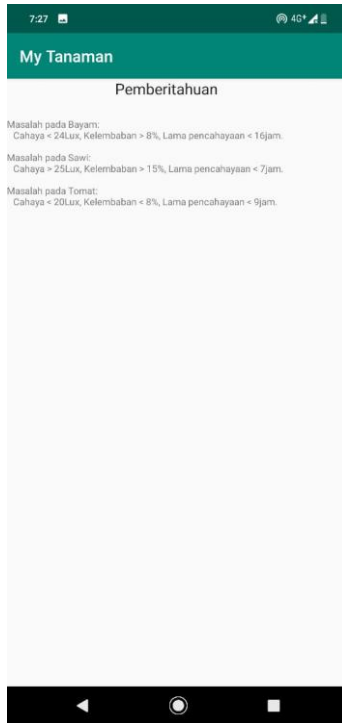 7:27
4G+
My Tanaman
Pemberitahuan
Masalah pada Bayam:
Cahaya < 24Lux, Kelembaban > 8%, Lama pencahayaan < 16jam.
Masalah pada Sawi:
Cahaya > 25Lux, Kelembaban > 15%, Lama pencahayaan < 7jam.
Masalah pada Tomat:
Cahaya < 20Lux, Kelembaban < 8%, Lama pencahayaan < 9jam.